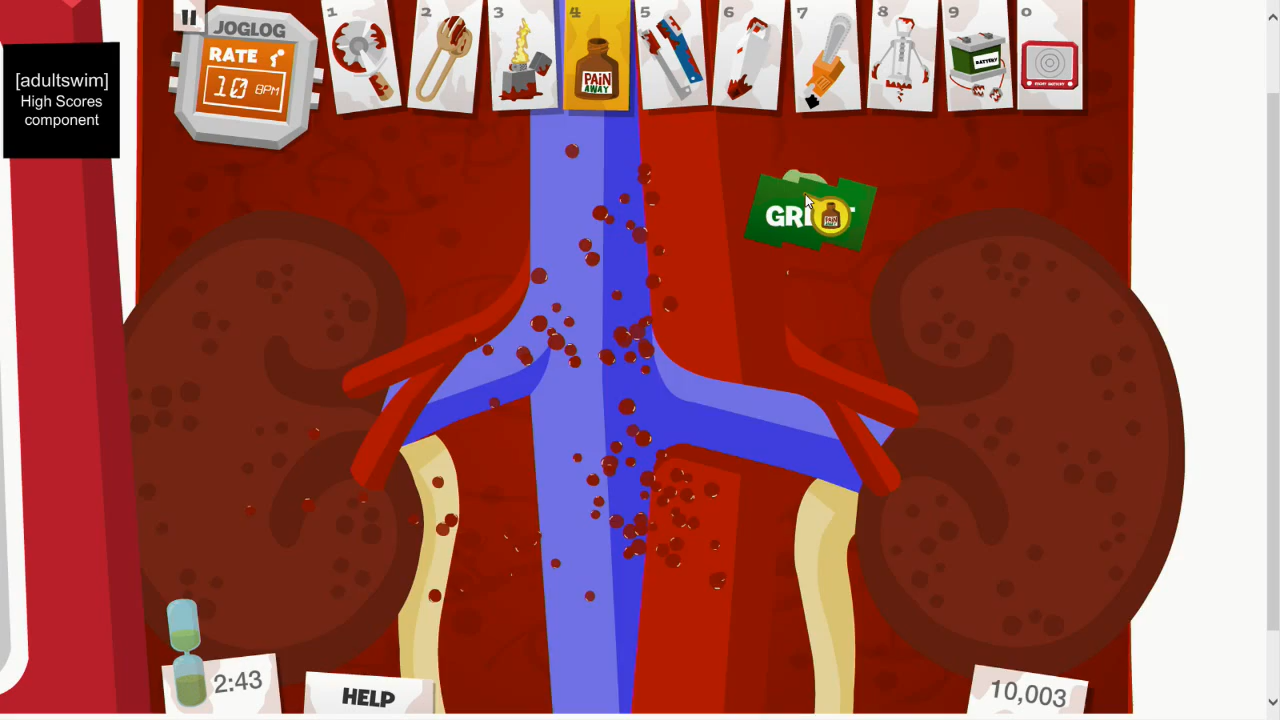 JOGLOG
RATE
10 BPM
1
2
3
4
5
6
7
8
9
0
PAIN
AWAY
BATTERY
[adultswim]
High Scores
component
2:43
HELP
10,003